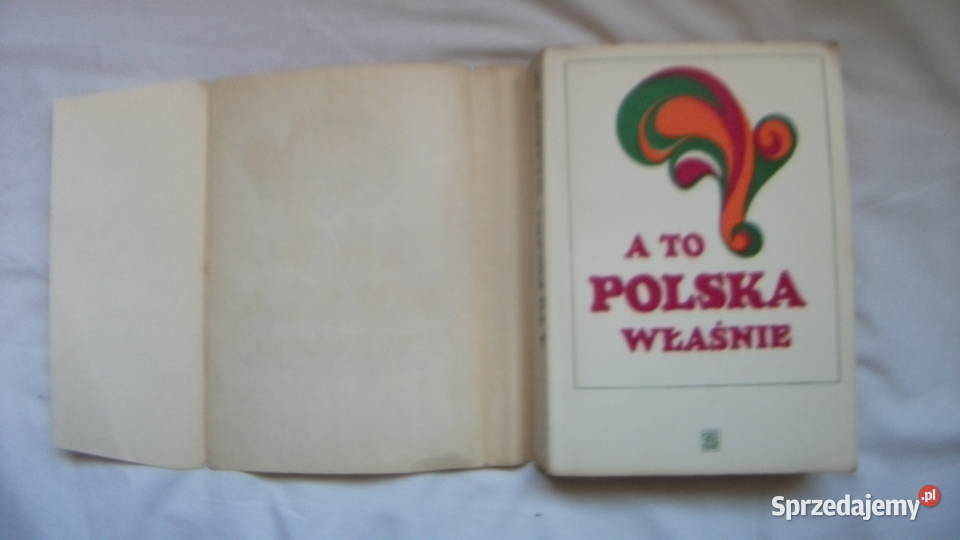 A TO
POLSKA
WŁAŚNIE
Sprzedajemy.pl